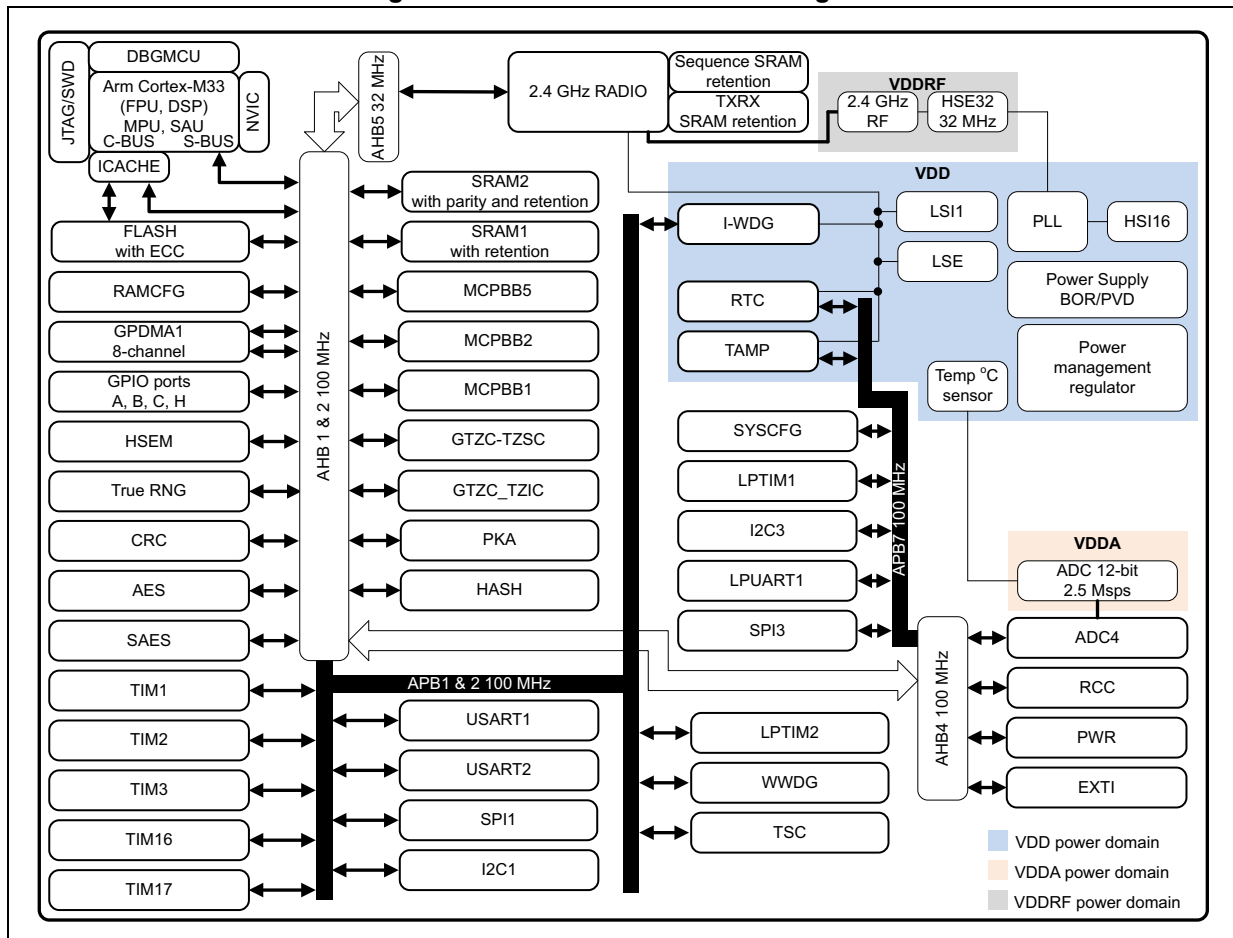 JTAG/SWD
DBGMCU
Arm Cortex-M33
(FPU, DSP)
MPU, SAU
C-BUS S-BUS
NVIC
ICACHE
FLASH
with ECC
RAMCFG
GPDMA1
8-channel
GPIO ports
A, B, C, H
HSEM
True RNG
CRC
AES
SAES
TIM1
TIM2
TIM3
TIM16
TIM17
AHB5 32 MHz
AHB 1 & 2 100 MHz
SRAM2
with parity and retention
SRAM1
with retention
MCPBB5
MCPBB2
MCPBB1
GTZC-TZSC
GTZC_TZIC
PKA
HASH
APB1 & 2 100 MHz
USART1
USART2
SPI1
I2C1
2.4 GHz RADIO
Sequence SRAM
retention
TXRX
SRAM retention
VDDRF
2.4 GHz
RF
HSE32
32 MHz
VDD
I-WDG
RTC
TAMP
LSI1
LSE
PLL
HSI16
Power Supply
BOR/PVD
Power
management
regulator
Temp °C
sensor
SYSCFG
LPTIM1
I2C3
LPUART1
SPI3
APB7 100 MHz
VDDA
ADC 12-bit
2.5 Msps
AHB4 100 MHz
ADC4
RCC
PWR
EXTI
LPTIM2
WWDG
TSC
VDD power domain
VDDA power domain
VDDRF power domain